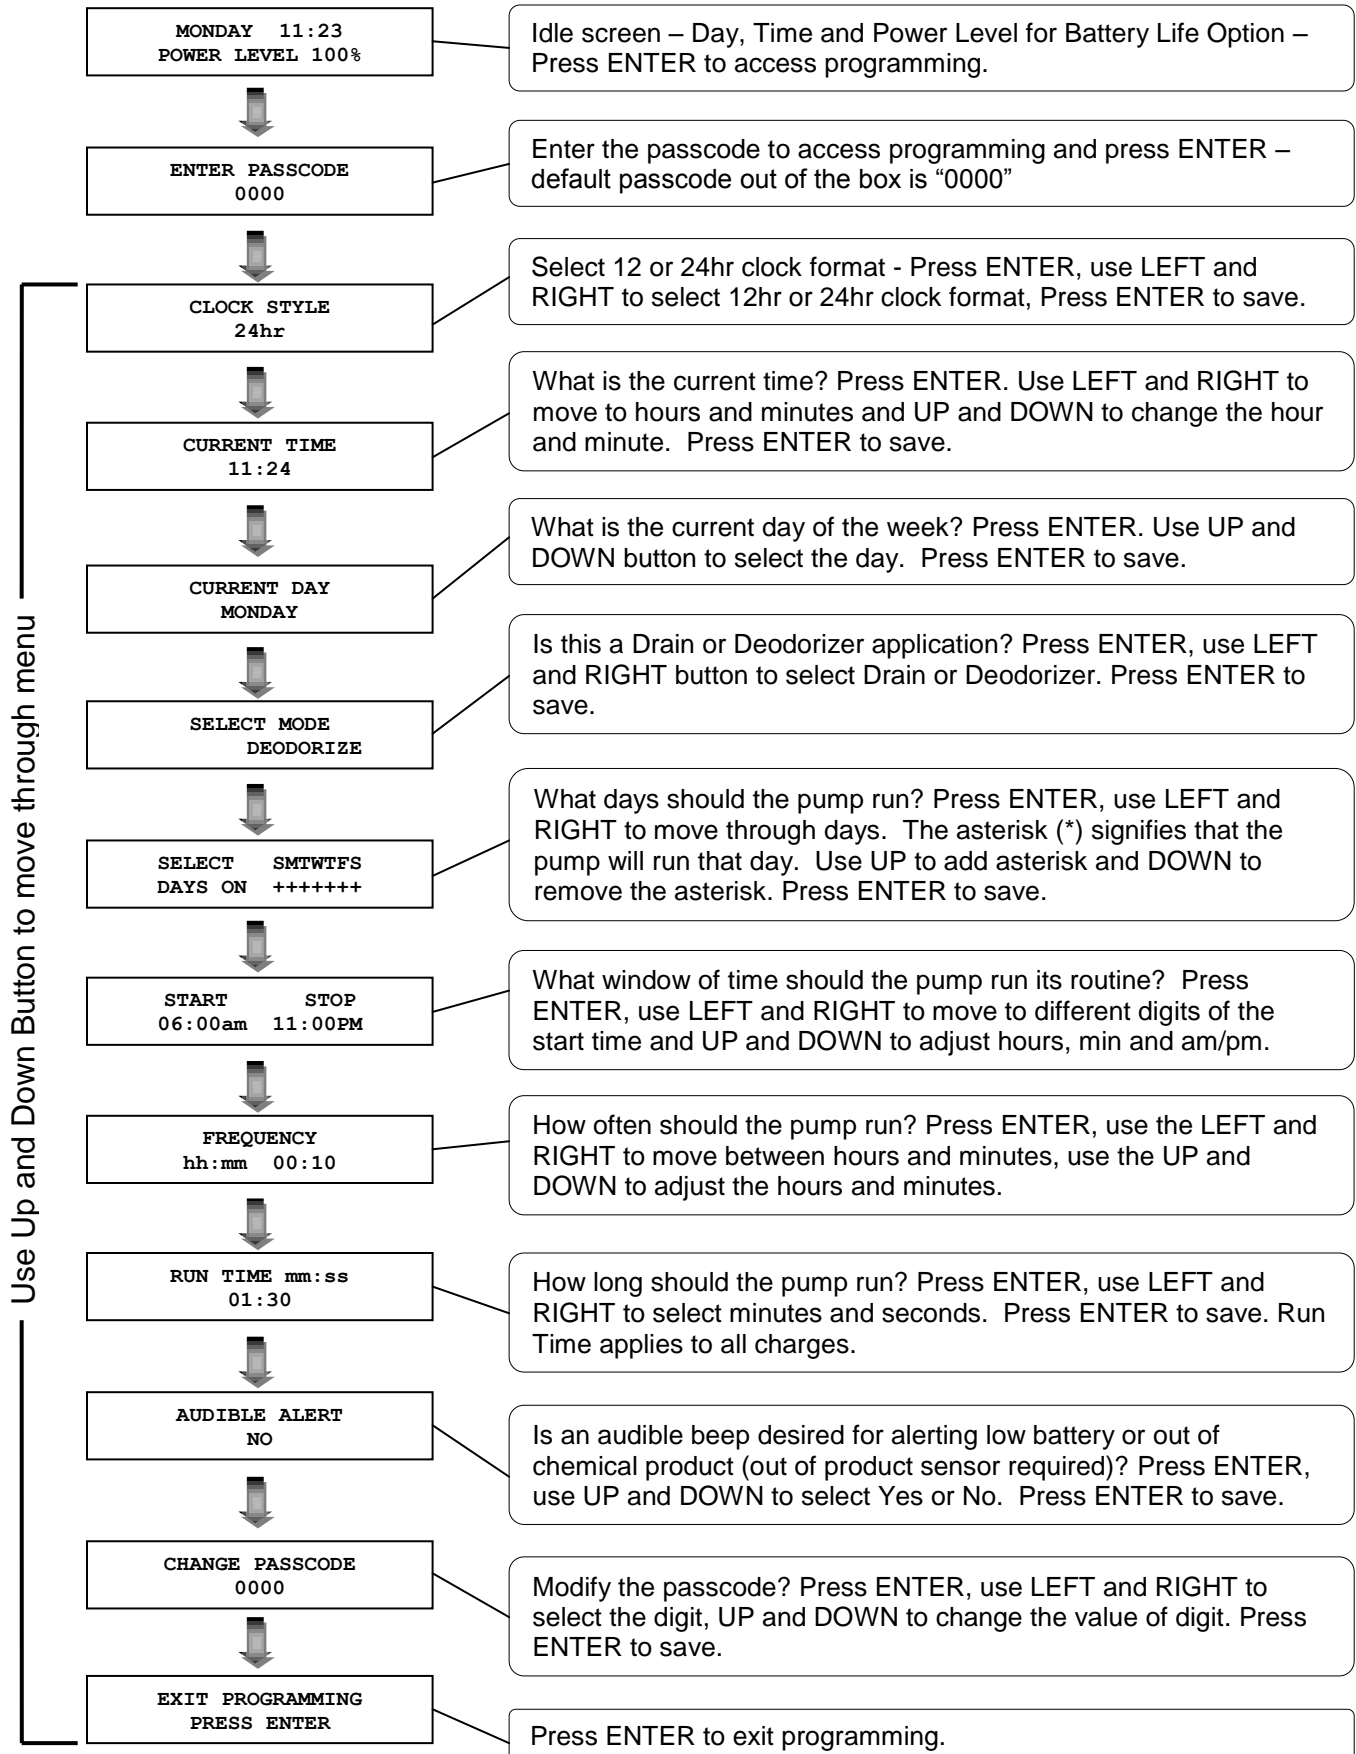 MONDAY 11:23
POWER LEVEL 100%
Idle screen – Day, Time and Power Level for Battery Life Option –
Press ENTER to access programming.
ENTER PASSCODE
0000
Enter the passcode to access programming and press ENTER –
default passcode out of the box is “0000”
Use Up and Down Button to move through menu
CLOCK STYLE
24hr
Select 12 or 24hr clock format - Press ENTER, use LEFT and
RIGHT to select 12hr or 24hr clock format, Press ENTER to save.
CURRENT TIME
11:24
What is the current time? Press ENTER. Use LEFT and RIGHT to
move to hours and minutes and UP and DOWN to change the hour
and minute. Press ENTER to save.
CURRENT DAY
MONDAY
What is the current day of the week? Press ENTER. Use UP and
DOWN button to select the day. Press ENTER to save.
SELECT MODE
DEODORIZE
Is this a Drain or Deodorizer application? Press ENTER, use LEFT
and RIGHT button to select Drain or Deodorizer. Press ENTER to
save.
SELECT SMTWTFS
DAYS ON +++++++
What days should the pump run? Press ENTER, use LEFT and
RIGHT to move through days. The asterisk (*) signifies that the
pump will run that day. Use UP to add asterisk and DOWN to
remove the asterisk. Press ENTER to save.
START STOP
06:00am 11:00PM
What window of time should the pump run its routine? Press
ENTER, use LEFT and RIGHT to move to different digits of the
start time and UP and DOWN to adjust hours, min and am/pm.
FREQUENCY
hh:mm 00:10
How often should the pump run? Press ENTER, use the LEFT and
RIGHT to move between hours and minutes, use the UP and
DOWN to adjust the hours and minutes.
RUN TIME mm:ss
01:30
How long should the pump run? Press ENTER, use LEFT and
RIGHT to select minutes and seconds. Press ENTER to save. Run
Time applies to all charges.
AUDIBLE ALERT
NO
Is an audible beep desired for alerting low battery or out of
chemical product (out of product sensor required)? Press ENTER,
use UP and DOWN to select Yes or No. Press ENTER to save.
CHANGE PASSCODE
0000
Modify the passcode? Press ENTER, use LEFT and RIGHT to
select the digit, UP and DOWN to change the value of digit. Press
ENTER to save.
EXIT PROGRAMMING
PRESS ENTER
Press ENTER to exit programming.